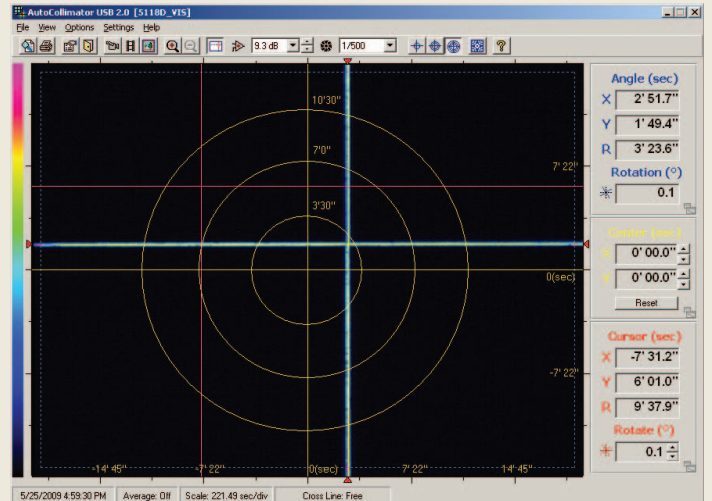 AutoCollimator USB 2.0 [5118D_VIS]
File View Options Settings Help
9.3 dB 1/500
10'30"
7'0"
7' 22"
3'30"
0(sec)
-7' 22"
-14' 45" -7' 22" 0(sec) 7' 22" 14' 45"
Angle (sec)
X 2' 51.7"
Y 1' 49.4"
R 3' 23.6"
Rotation (°)
0.1
Center (sec)
X 0' 00.0"
Y 0' 00.0"
Reset
Cursor (sec)
X -7' 31.2"
Y 6' 01.0"
R 9' 37.9"
Rotate (°)
0.1
5/25/2009 4:59:30 PM Average: Off Scale: 221.49 sec/div Cross Line: Free